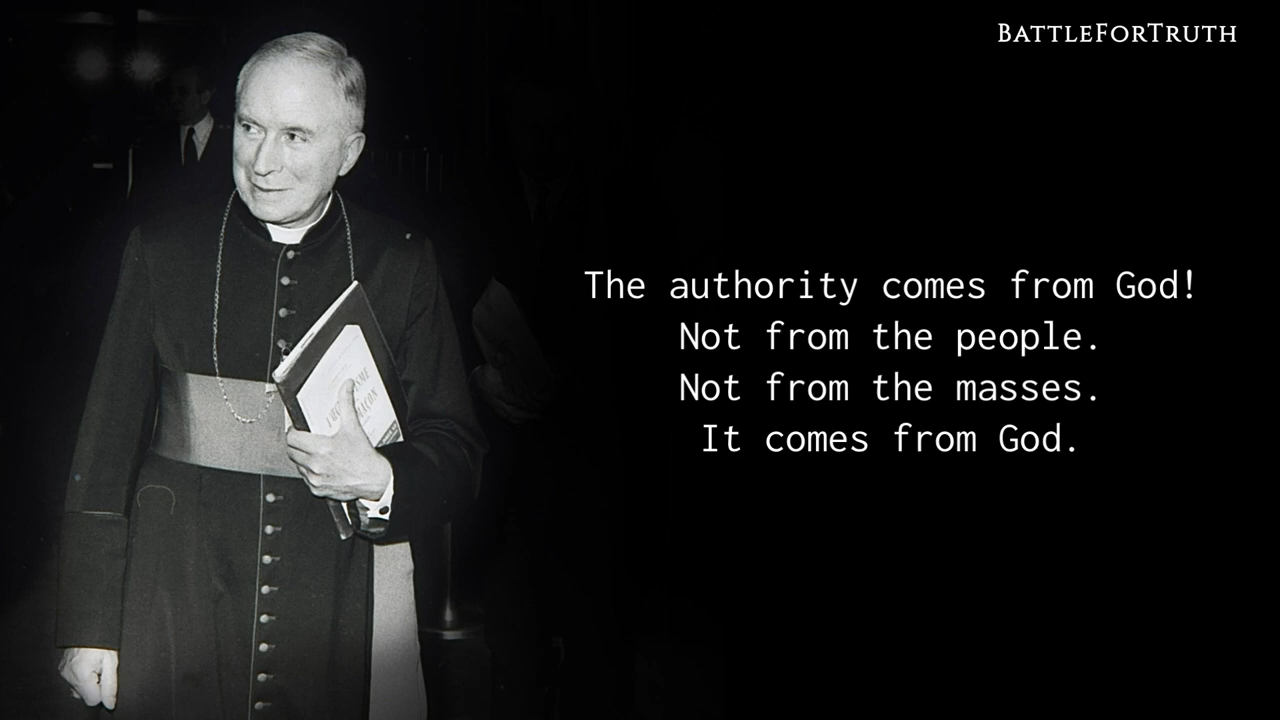 BATTLEFORTRUTH
The authority comes from God!
Not from the people.
Not from the masses.
It comes from God.